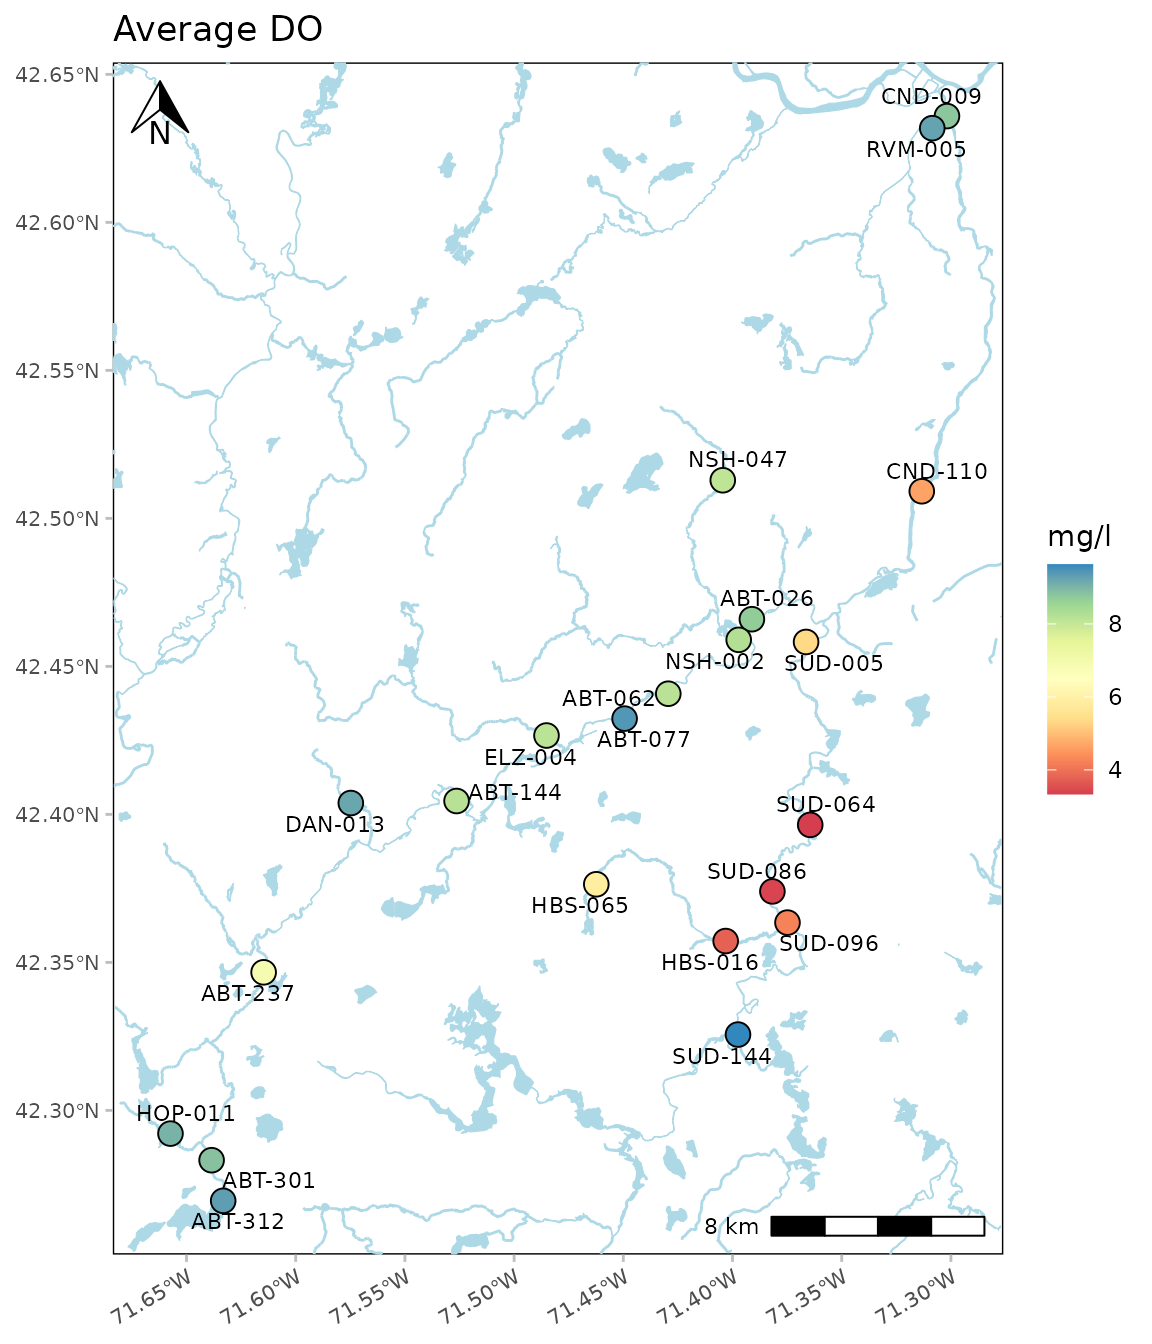 Average DO
42.65°N
42.60°N
42.55°N
42.50°N
42.45°N
42.40°N
42.35°N
42.30°N
N
CND-009
RVM-005
NSH-047
CND-110
ABT-026
NSH-002
SUD-005
ABT-062
ABT-077
ELZ-004
ABT-144
DAN-013
SUD-064
SUD-086
HBS-065
SUD-096
HBS-016
ABT-237
SUD-144
HOP-011
ABT-301
ABT-312
8 km
71.65°W
71.60°W
71.55°W
71.50°W
71.45°W
71.40°W
71.35°W
71.30°W
mg/l
8
6
4